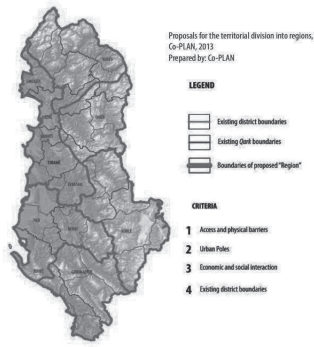 Proposals for the territorial division into regions,
Co-PLAN, 2013
Prepared by: Co-PLAN
LEGEND
Existing district boundaries
Existing Qark boundaries
Boundaries of proposed "Region"
CRITERIA
1 Access and physical barriers
2 Urban Poles
3 Economic and social interaction
4 Existing district boundaries